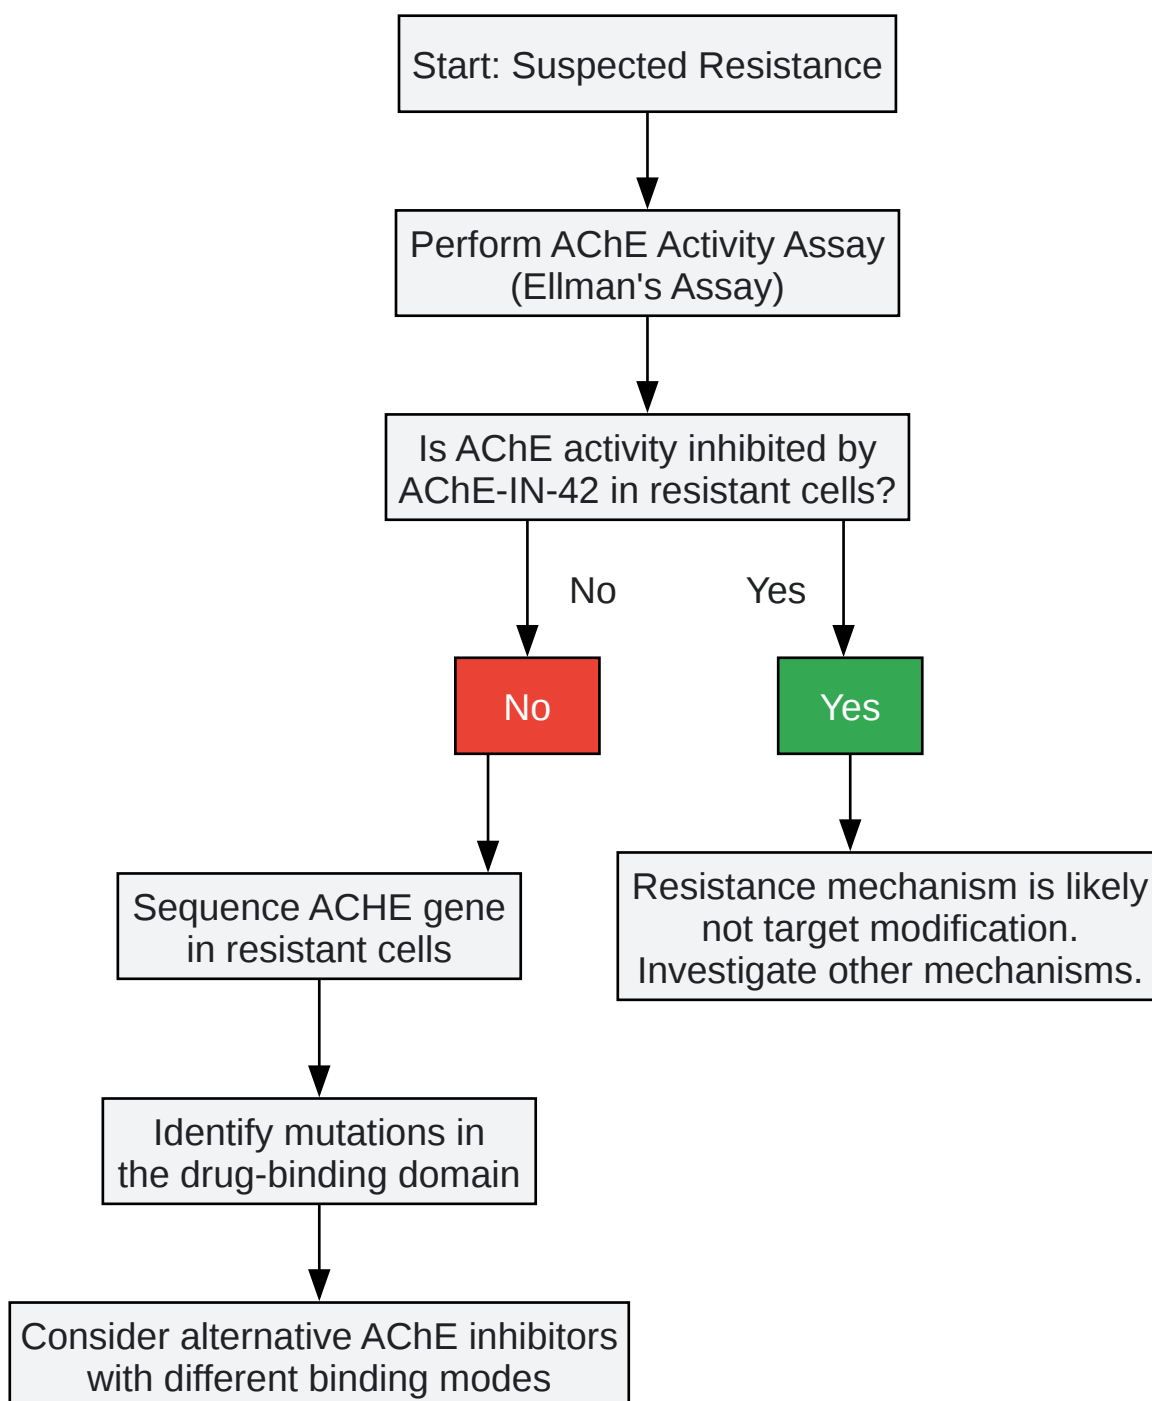 Start: Suspected Resistance
Perform AChE Activity Assay
(Ellman's Assay)
Is AChE activity inhibited by
AChE-IN-42 in resistant cells?
No
Yes
No
Yes
Sequence ACHE gene
in resistant cells
Resistance mechanism is likely
not target modification.
Investigate other mechanisms.
Identify mutations in
the drug-binding domain
Consider alternative AChE inhibitors
with different binding modes